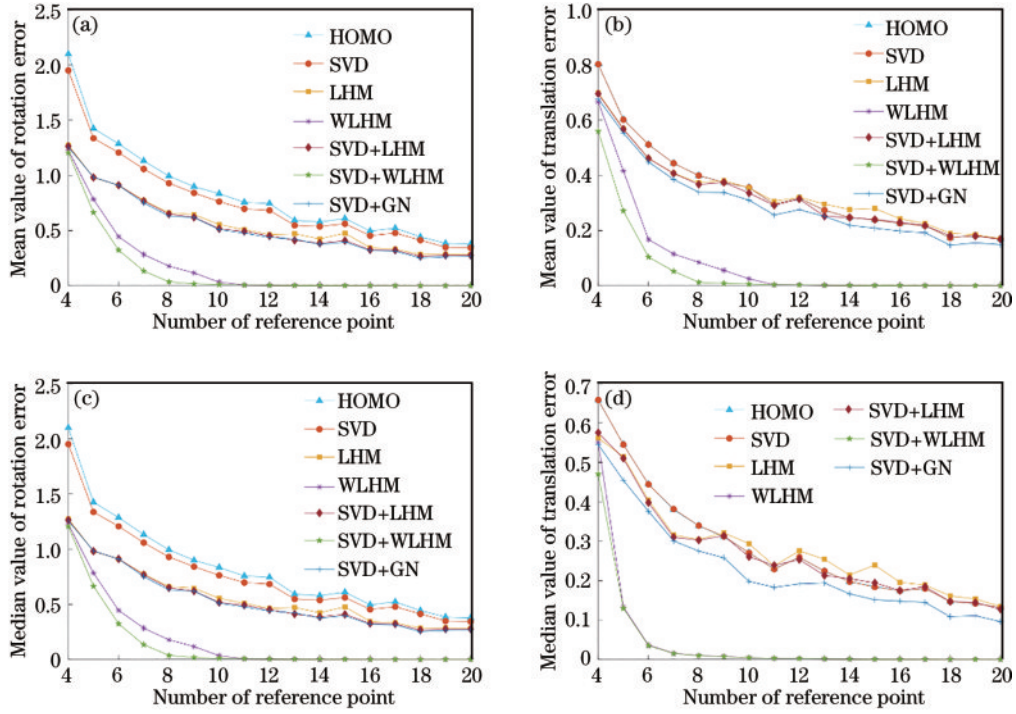 (a)
Mean value of rotation error
2.5
2.0
1.5
1.0
0.5
0
4 6 8 10 12 14 16 18 20
Number of reference point
HOMO
SVD
LHM
WLHM
SVD+LHM
SVD+WLHM
SVD+GN
(b)
Mean value of translation error
1.0
0.8
0.6
0.4
0.2
0
4 6 8 10 12 14 16 18 20
Number of reference point
HOMO
SVD
LHM
WLHM
SVD+LHM
SVD+WLHM
SVD+GN
(c)
Median value of rotation error
2.5
2.0
1.5
1.0
0.5
0
4 6 8 10 12 14 16 18 20
Number of reference point
HOMO
SVD
LHM
WLHM
SVD+LHM
SVD+WLHM
SVD+GN
(d)
Median value of translation error
0.7
0.6
0.5
0.4
0.3
0.2
0.1
0
4 6 8 10 12 14 16 18 20
Number of reference point
HOMO
SVD
LHM
WLHM
SVD+LHM
SVD+WLHM
SVD+GN